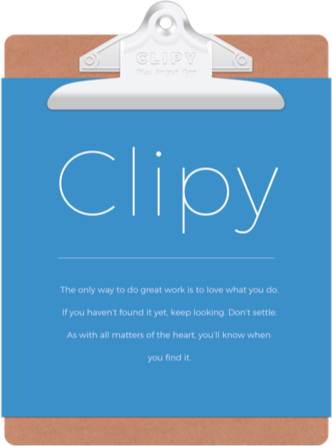 CLIPY
Clipy
The only way to do great work is to love what you do.
If you haven't found it yet, keep looking. Don't settle.
As with all matters of the heart, you'll know when
you find it.